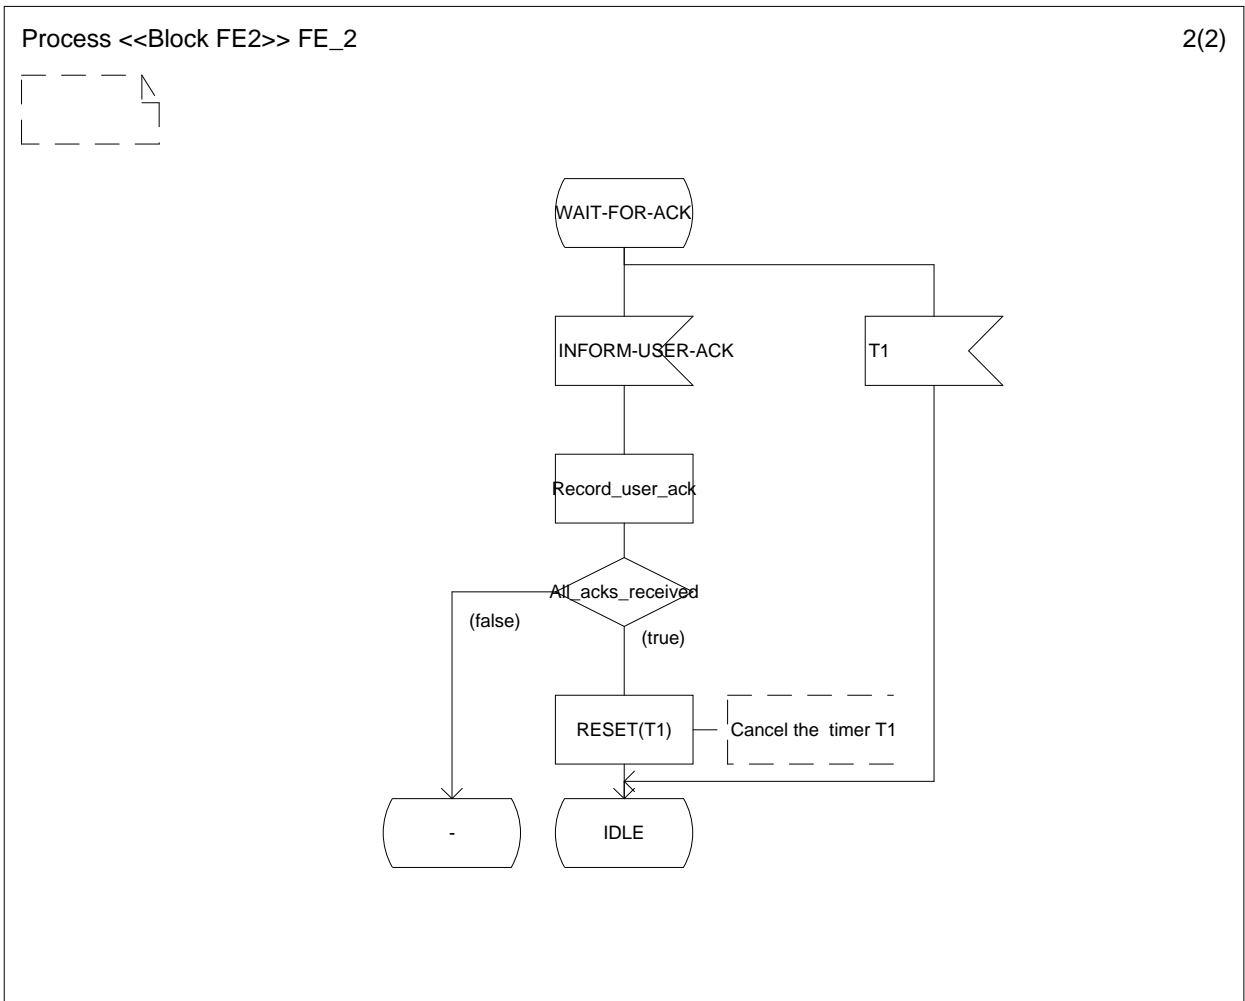 Process <<Block FE2>> FE_2
2(2)
WAIT-FOR-ACK
INFORM-USER-ACK
T1
Record_user_ack
All_acks_received
(false)
(true)
RESET(T1)
Cancel the  timer T1
-
IDLE